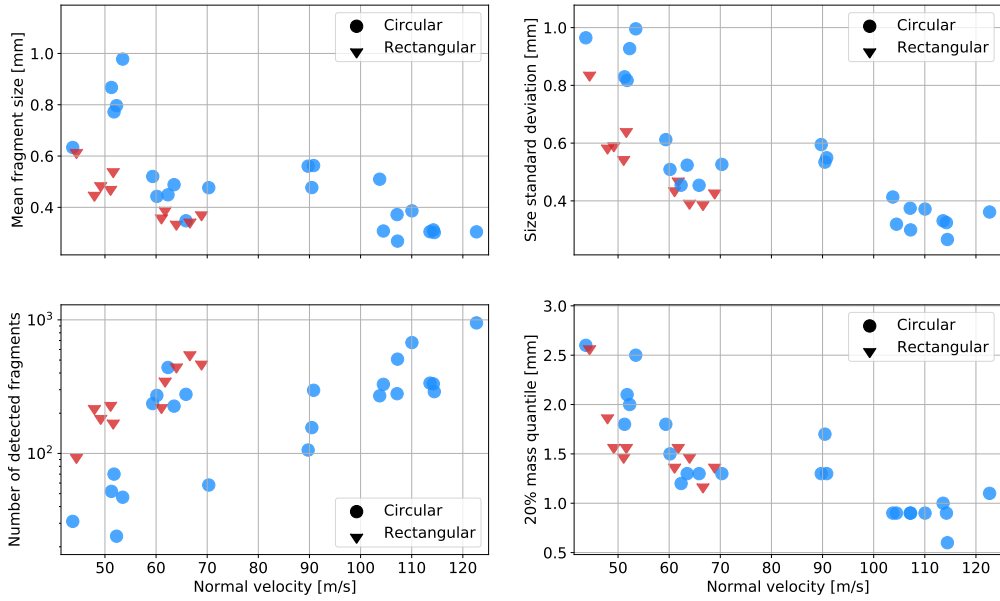 Mean fragment size [mm]
1.0
0.8
0.6
0.4
Circular
Rectangular
Size standard deviation [mm]
1.0
0.8
0.6
0.4
Circular
Rectangular
Number of detected fragments
10³
10²
Circular
Rectangular
50 60 70 80 90 100 110 120
Normal velocity [m/s]
20% mass quantile [mm]
3.0
2.5
2.0
1.5
1.0
0.5
Circular
Rectangular
50 60 70 80 90 100 110 120
Normal velocity [m/s]